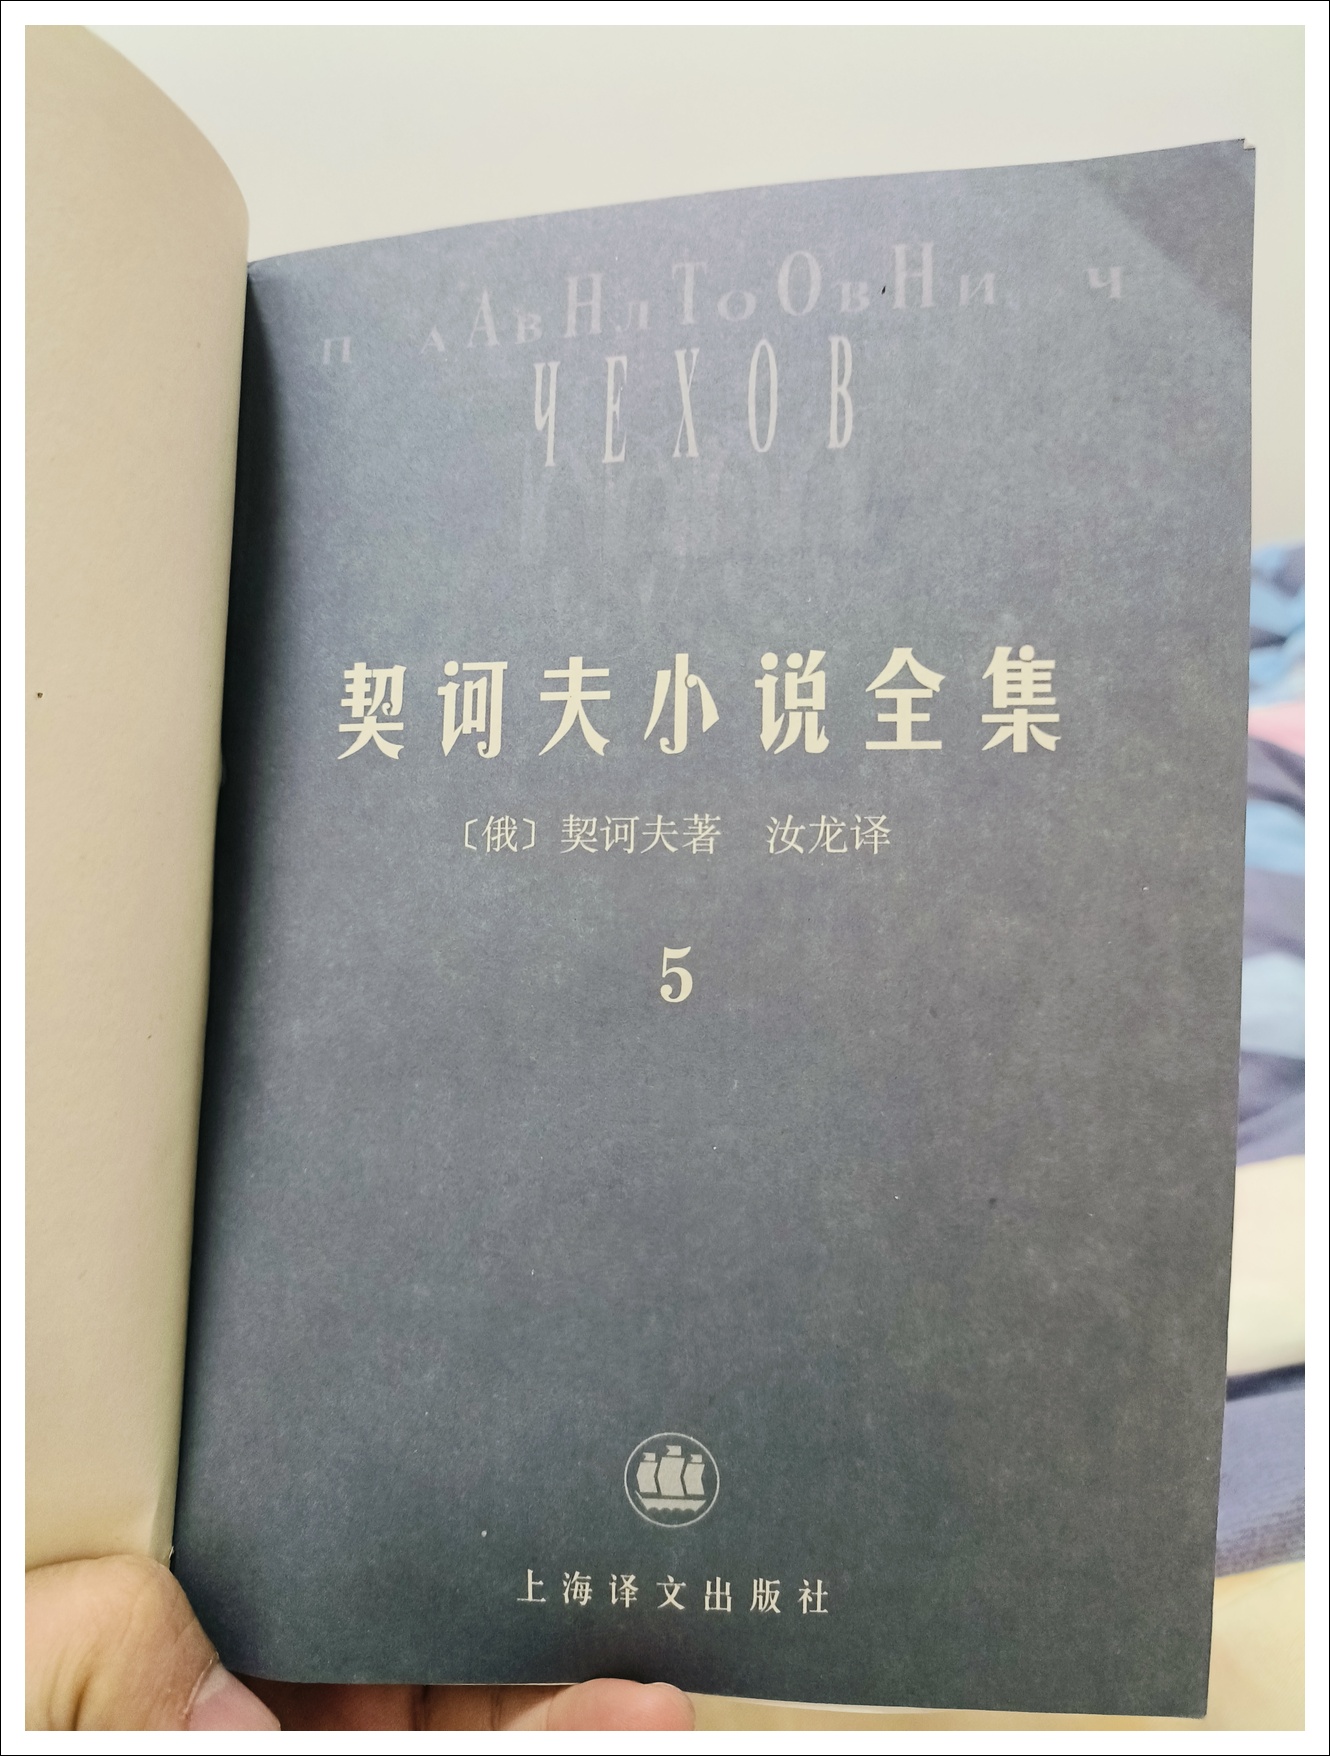 П ААвНлТоОвНич
ЧЕХОВ
契诃夫小说全集
〔俄〕契诃夫著 汝龙译
5
上海译文出版社